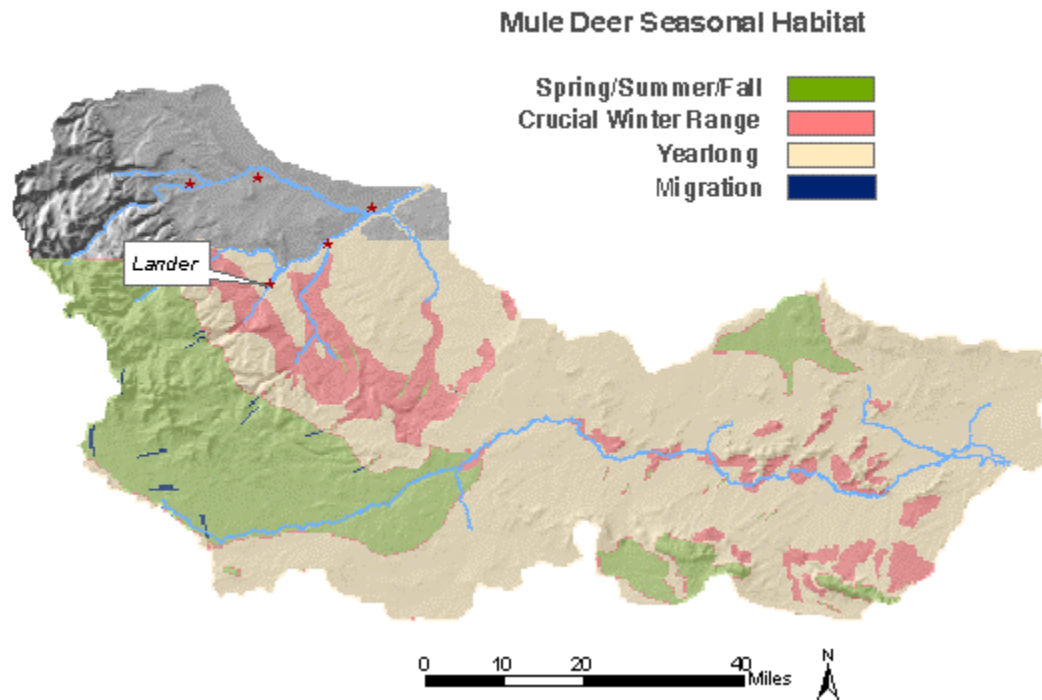 Mule Deer Seasonal Habitat
Spring/Summer/Fall
Crucial Winter Range
Yearlong
Migration
Lander
0 10 20 40 Miles
N